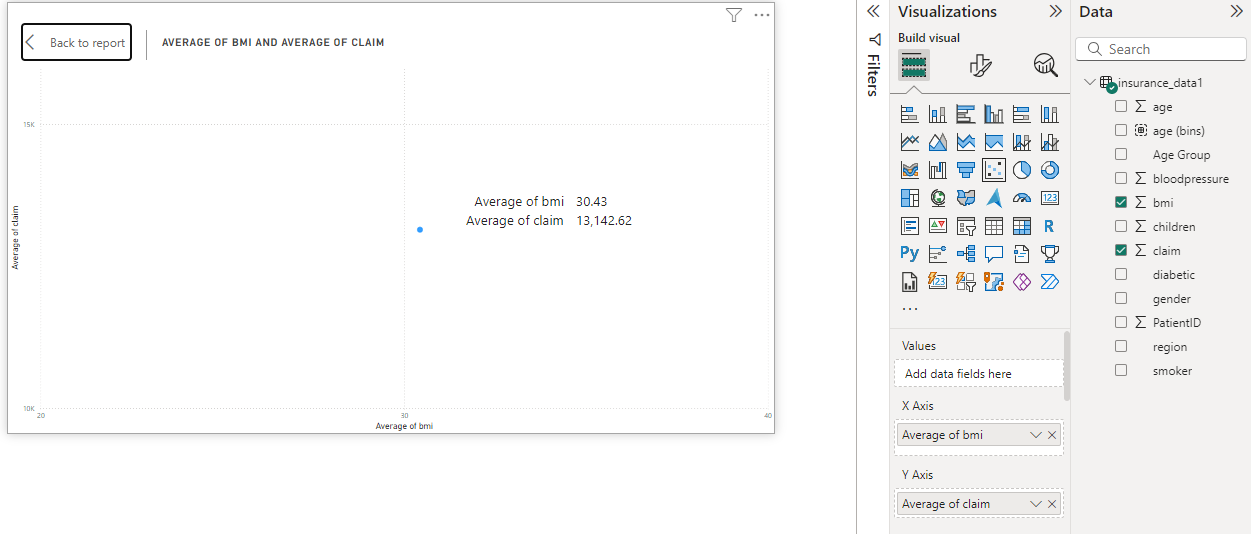 Back to report
AVERAGE OF BMI AND AVERAGE OF CLAIM
15K
10K
Average of claim
Average of bmi 30.43
Average of claim 13,142.62
20
30
40
Average of bmi
Filters
Visualizations
Build visual
123
R
Py
123
Values
Add data fields here
X Axis
Average of bmi
Y Axis
Average of claim
Data
Search
insurance_data1
age
age (bins)
Age Group
bloodpressure
bmi
children
claim
diabetic
gender
PatientID
region
smoker